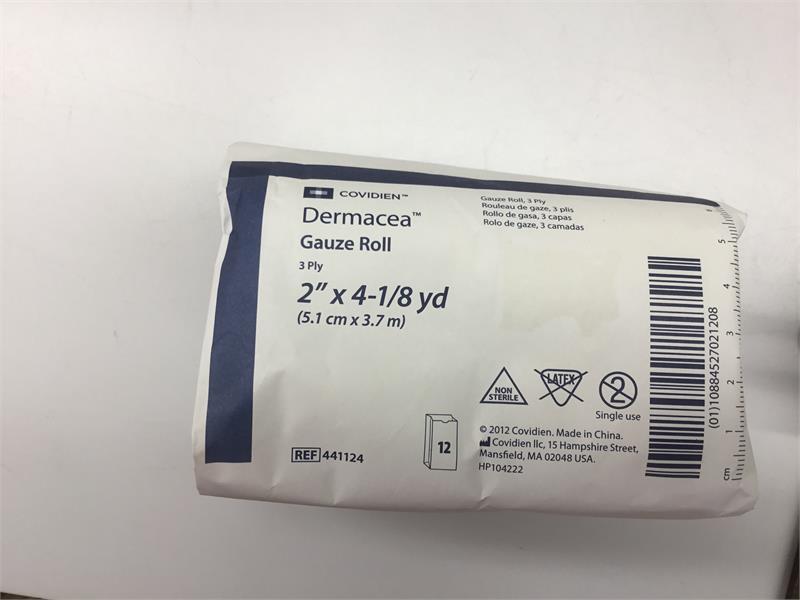 COVIDIEN™
Dermacea™
Gauze Roll
3 Ply
2" x 4-1/8 yd
(5.1 cm x 3.7 m)
Gauze Roll, 3 Ply
Rouleau de gaze, 3 plis
Rollo de gasa, 3 capas
Rolo de gaze, 3 camadas
NON
STERILE
LATEX
2
Single use
REF 441124
12
© 2012 Covidien. Made in China.
Covidien llc, 15 Hampshire Street,
Mansfield, MA 02048 USA.
HP104222
(01)10884527021208
5
4
3
2
1
cm